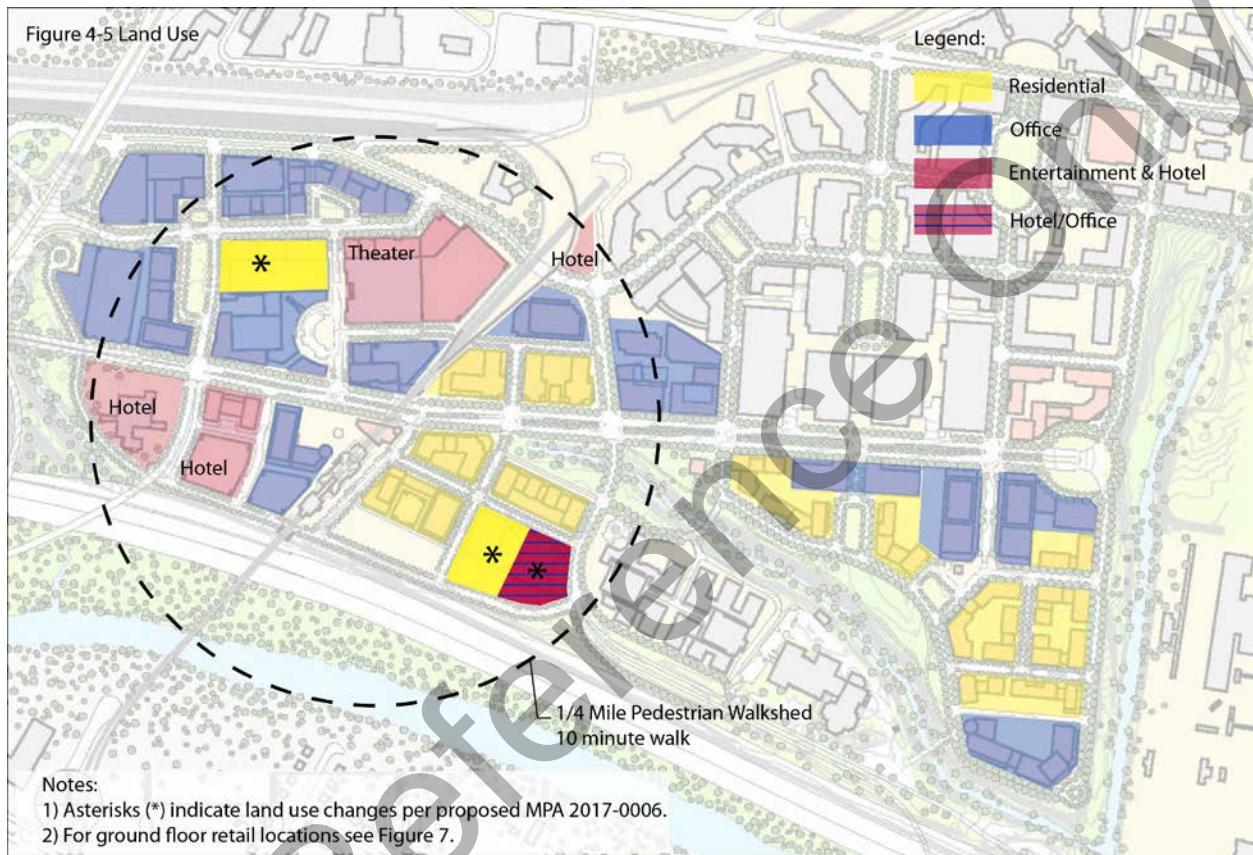 Figure 4-5 Land Use
Legend:
Residential
Office
Entertainment & Hotel
Hotel/Office
*
Theater
Hotel
Hotel
Hotel
*
*
1/4 Mile Pedestrian Walkshed
10 minute walk
Notes:
1) Asterisks (*) indicate land use changes per proposed MPA 2017-0006.
2) For ground floor retail locations see Figure 7.
Reference Only